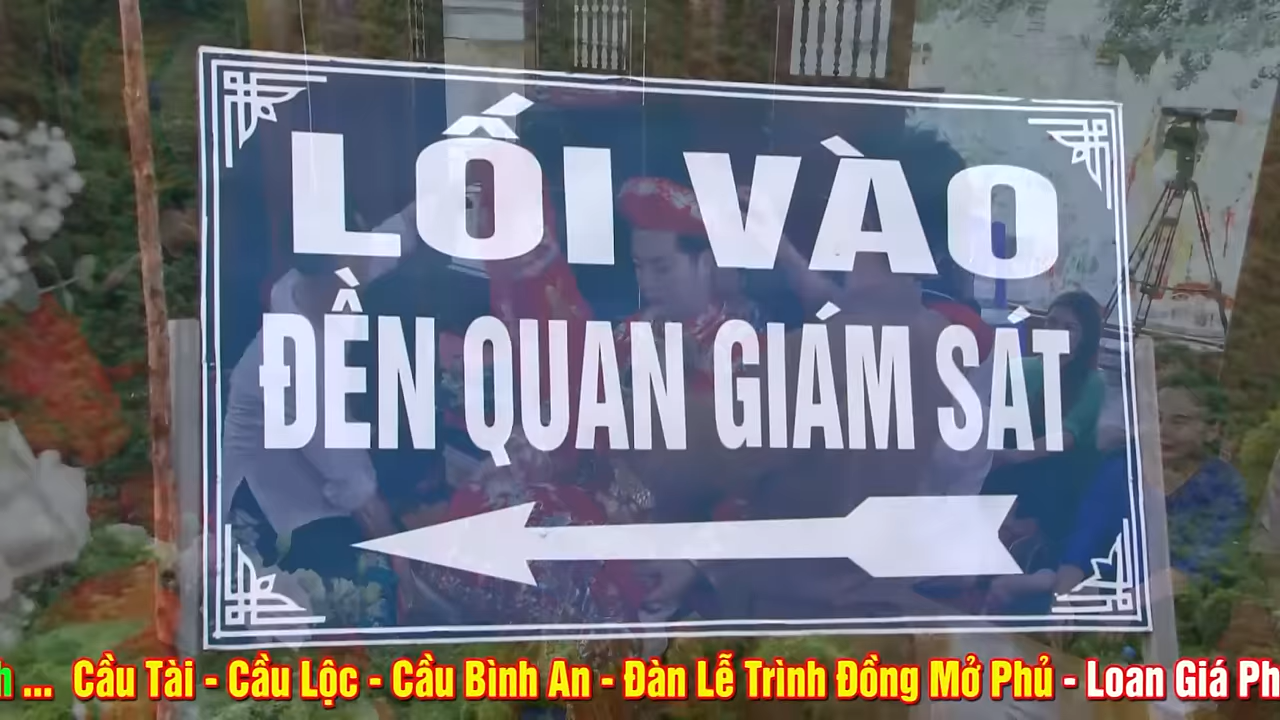 LỐI VÀO
ĐỀN QUAN GIÁM SÁT
... Cầu Tài - Cầu Lộc - Cầu Bình An - Đàn Lễ Trình Đồng Mở Phủ - Loan Giá